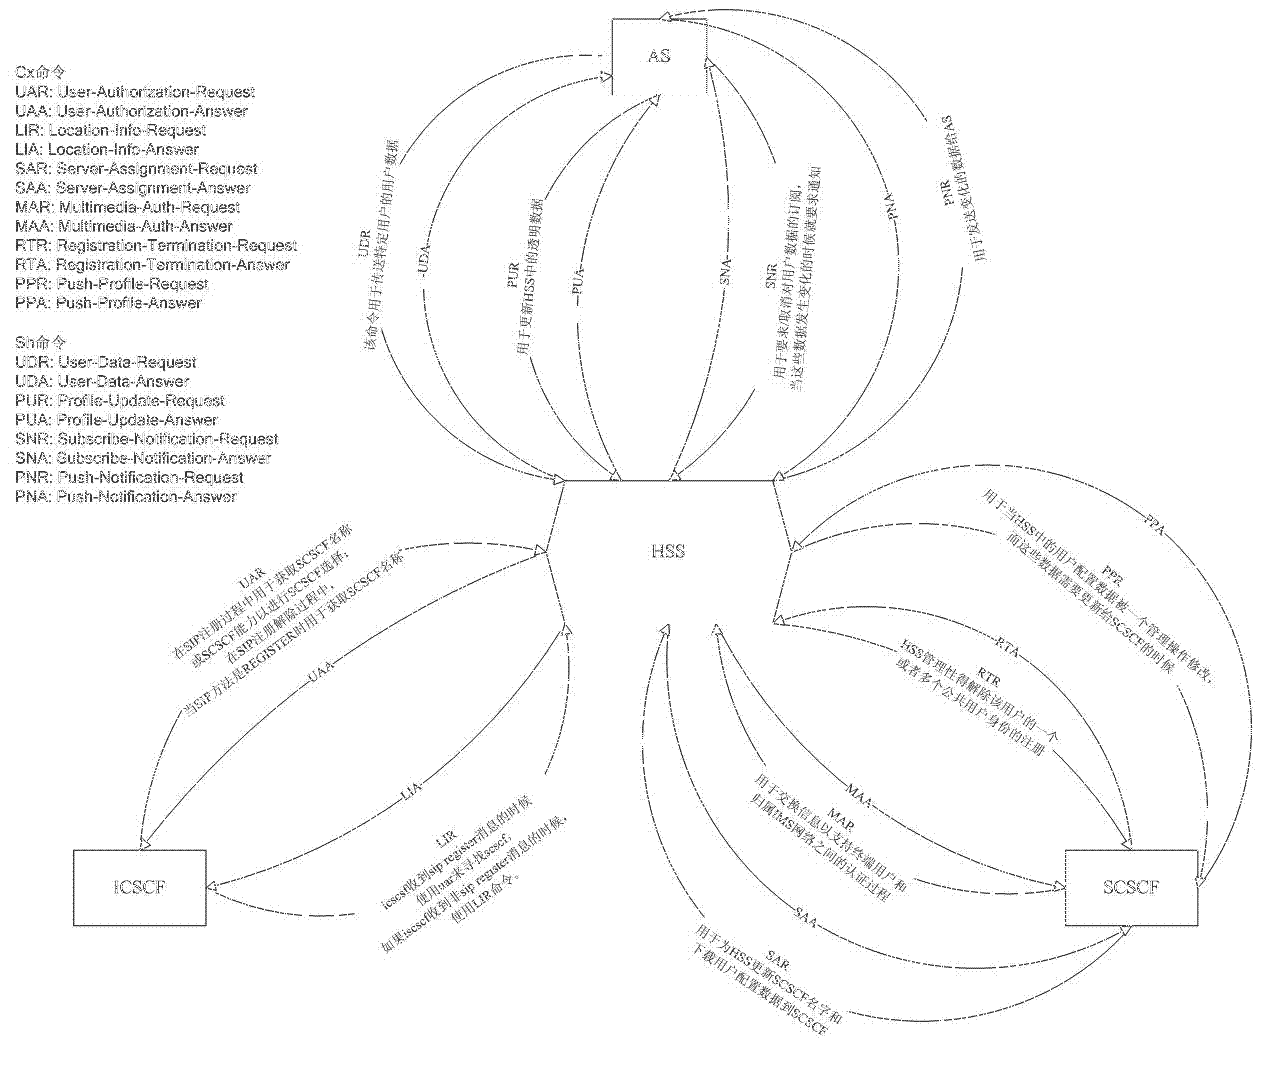 Cx命令
UAR: User-Authorization-Request
UAA: User-Authorization-Answer
LIR: Location-Info-Request
LIA: Location-Info-Answer
SAR: Server-Assignment-Request
SAA: Server-Assignment-Answer
MAR: Multimedia-Auth-Request
MAA: Multimedia-Auth-Answer
RTR: Registration-Termination-Request
RTA: Registration-Termination-Answer
PPR: Push-Profile-Request
PPA: Push-Profile-Answer
Sh命令
UDR: User-Data-Request
UDA: User-Data-Answer
PUR: Profile-Update-Request
PUA: Profile-Update-Answer
SNR: Subscribe-Notification-Request
SNA: Subscribe-Notification-Answer
PNR: Push-Notification-Request
PNA: Push-Notification-Answer
AS
UDR
该命令用于传送特定用户的用户数据
UDA
PUR
用于更新HSS中的透明数据
PUA
SNA
SNR
用于要求/取消对用户数据的订阅,
当这些数据发生变化的时候就要求通知
PNA
PNR
用于发送变化的数据给AS
HSS
UAR
在SIP注册过程中用于获取SCSCF名称
或SCSCF能力以进行SCSCF选择;
在SIP注册解除过程中,
当SIP方法是REGISTER时用于获取SCSCF名称
UAA
LIA
LIR
icscsf收到sip register消息的时候
使用uar来寻找scscf,
如果iscscf收到非sip register消息的时候,
使用LIR命令。
ICSCF
PPA
PPR
用于当HSS中的用户配置数据被一个管理操作修改,
而这些数据需要更新给SCSCF的时候
RTA
RTR
HSS管理性得解除该用户的一个
或者多个公共用户身份的注册
MAA
MAR
用于交换信息以支持终端用户和
归属IMS网络之间的认证过程
SAA
SAR
用于为HSS更新SCSCF名字和
下载用户配置数据到SCSCF
SCSCF